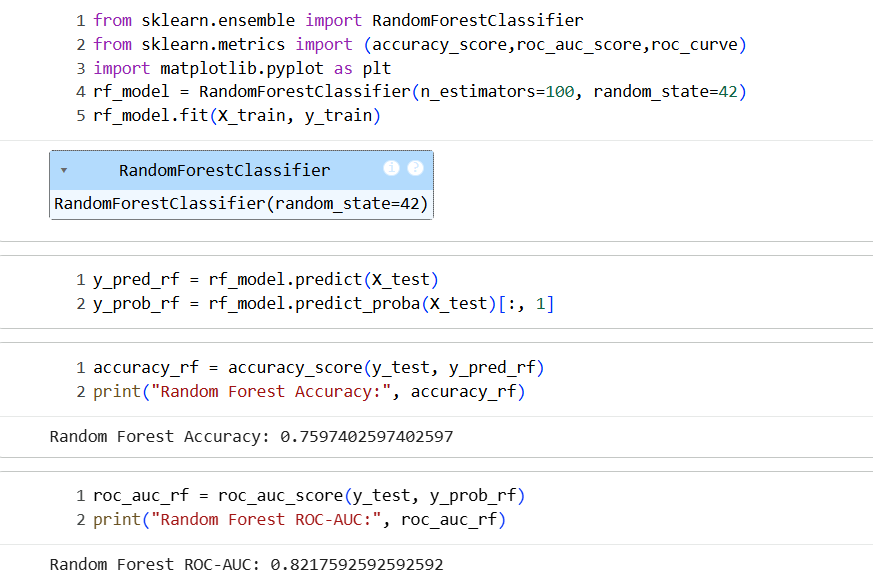 1 from sklearn.ensemble import RandomForestClassifier
2 from sklearn.metrics import (accuracy_score,roc_auc_score,roc_curve)
3 import matplotlib.pyplot as plt
4 rf_model = RandomForestClassifier(n_estimators=100, random_state=42)
5 rf_model.fit(X_train, y_train)
▾ RandomForestClassifier i ?
RandomForestClassifier(random_state=42)
1 y_pred_rf = rf_model.predict(X_test)
2 y_prob_rf = rf_model.predict_proba(X_test)[:, 1]
1 accuracy_rf = accuracy_score(y_test, y_pred_rf)
2 print("Random Forest Accuracy:", accuracy_rf)
Random Forest Accuracy: 0.7597402597402597
1 roc_auc_rf = roc_auc_score(y_test, y_prob_rf)
2 print("Random Forest ROC-AUC:", roc_auc_rf)
Random Forest ROC-AUC: 0.8217592592592592